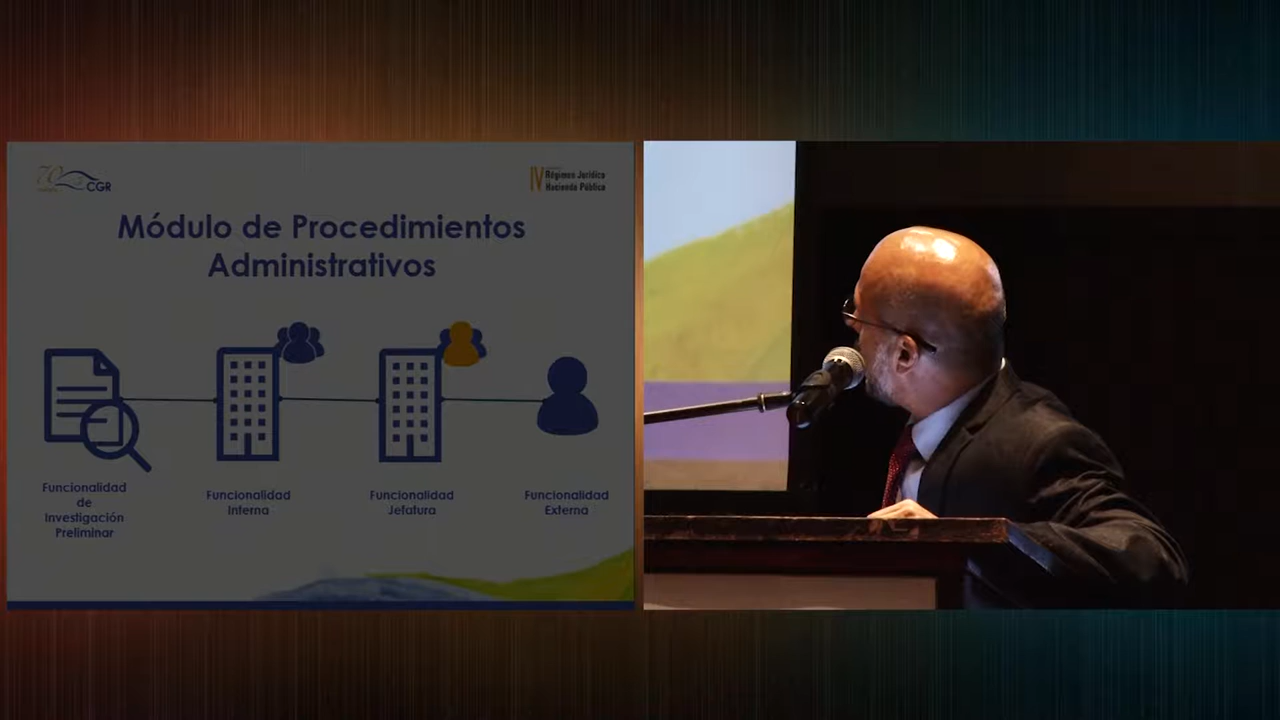 70
CGR
IV
Régimen Jurídico
Hacienda Pública
Módulo de Procedimientos
Administrativos
Funcionalidad
de
Investigación
Preliminar
Funcionalidad
Interna
Funcionalidad
Jefatura
Funcionalidad
Externa